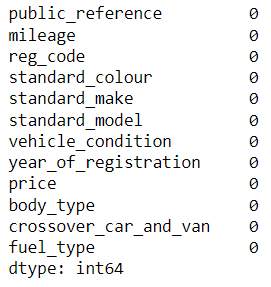 public_reference 0
mileage 0
reg_code 0
standard_colour 0
standard_make 0
standard_model 0
vehicle_condition 0
year_of_registration 0
price 0
body_type 0
crossover_car_and_van 0
fuel_type 0
dtype: int64